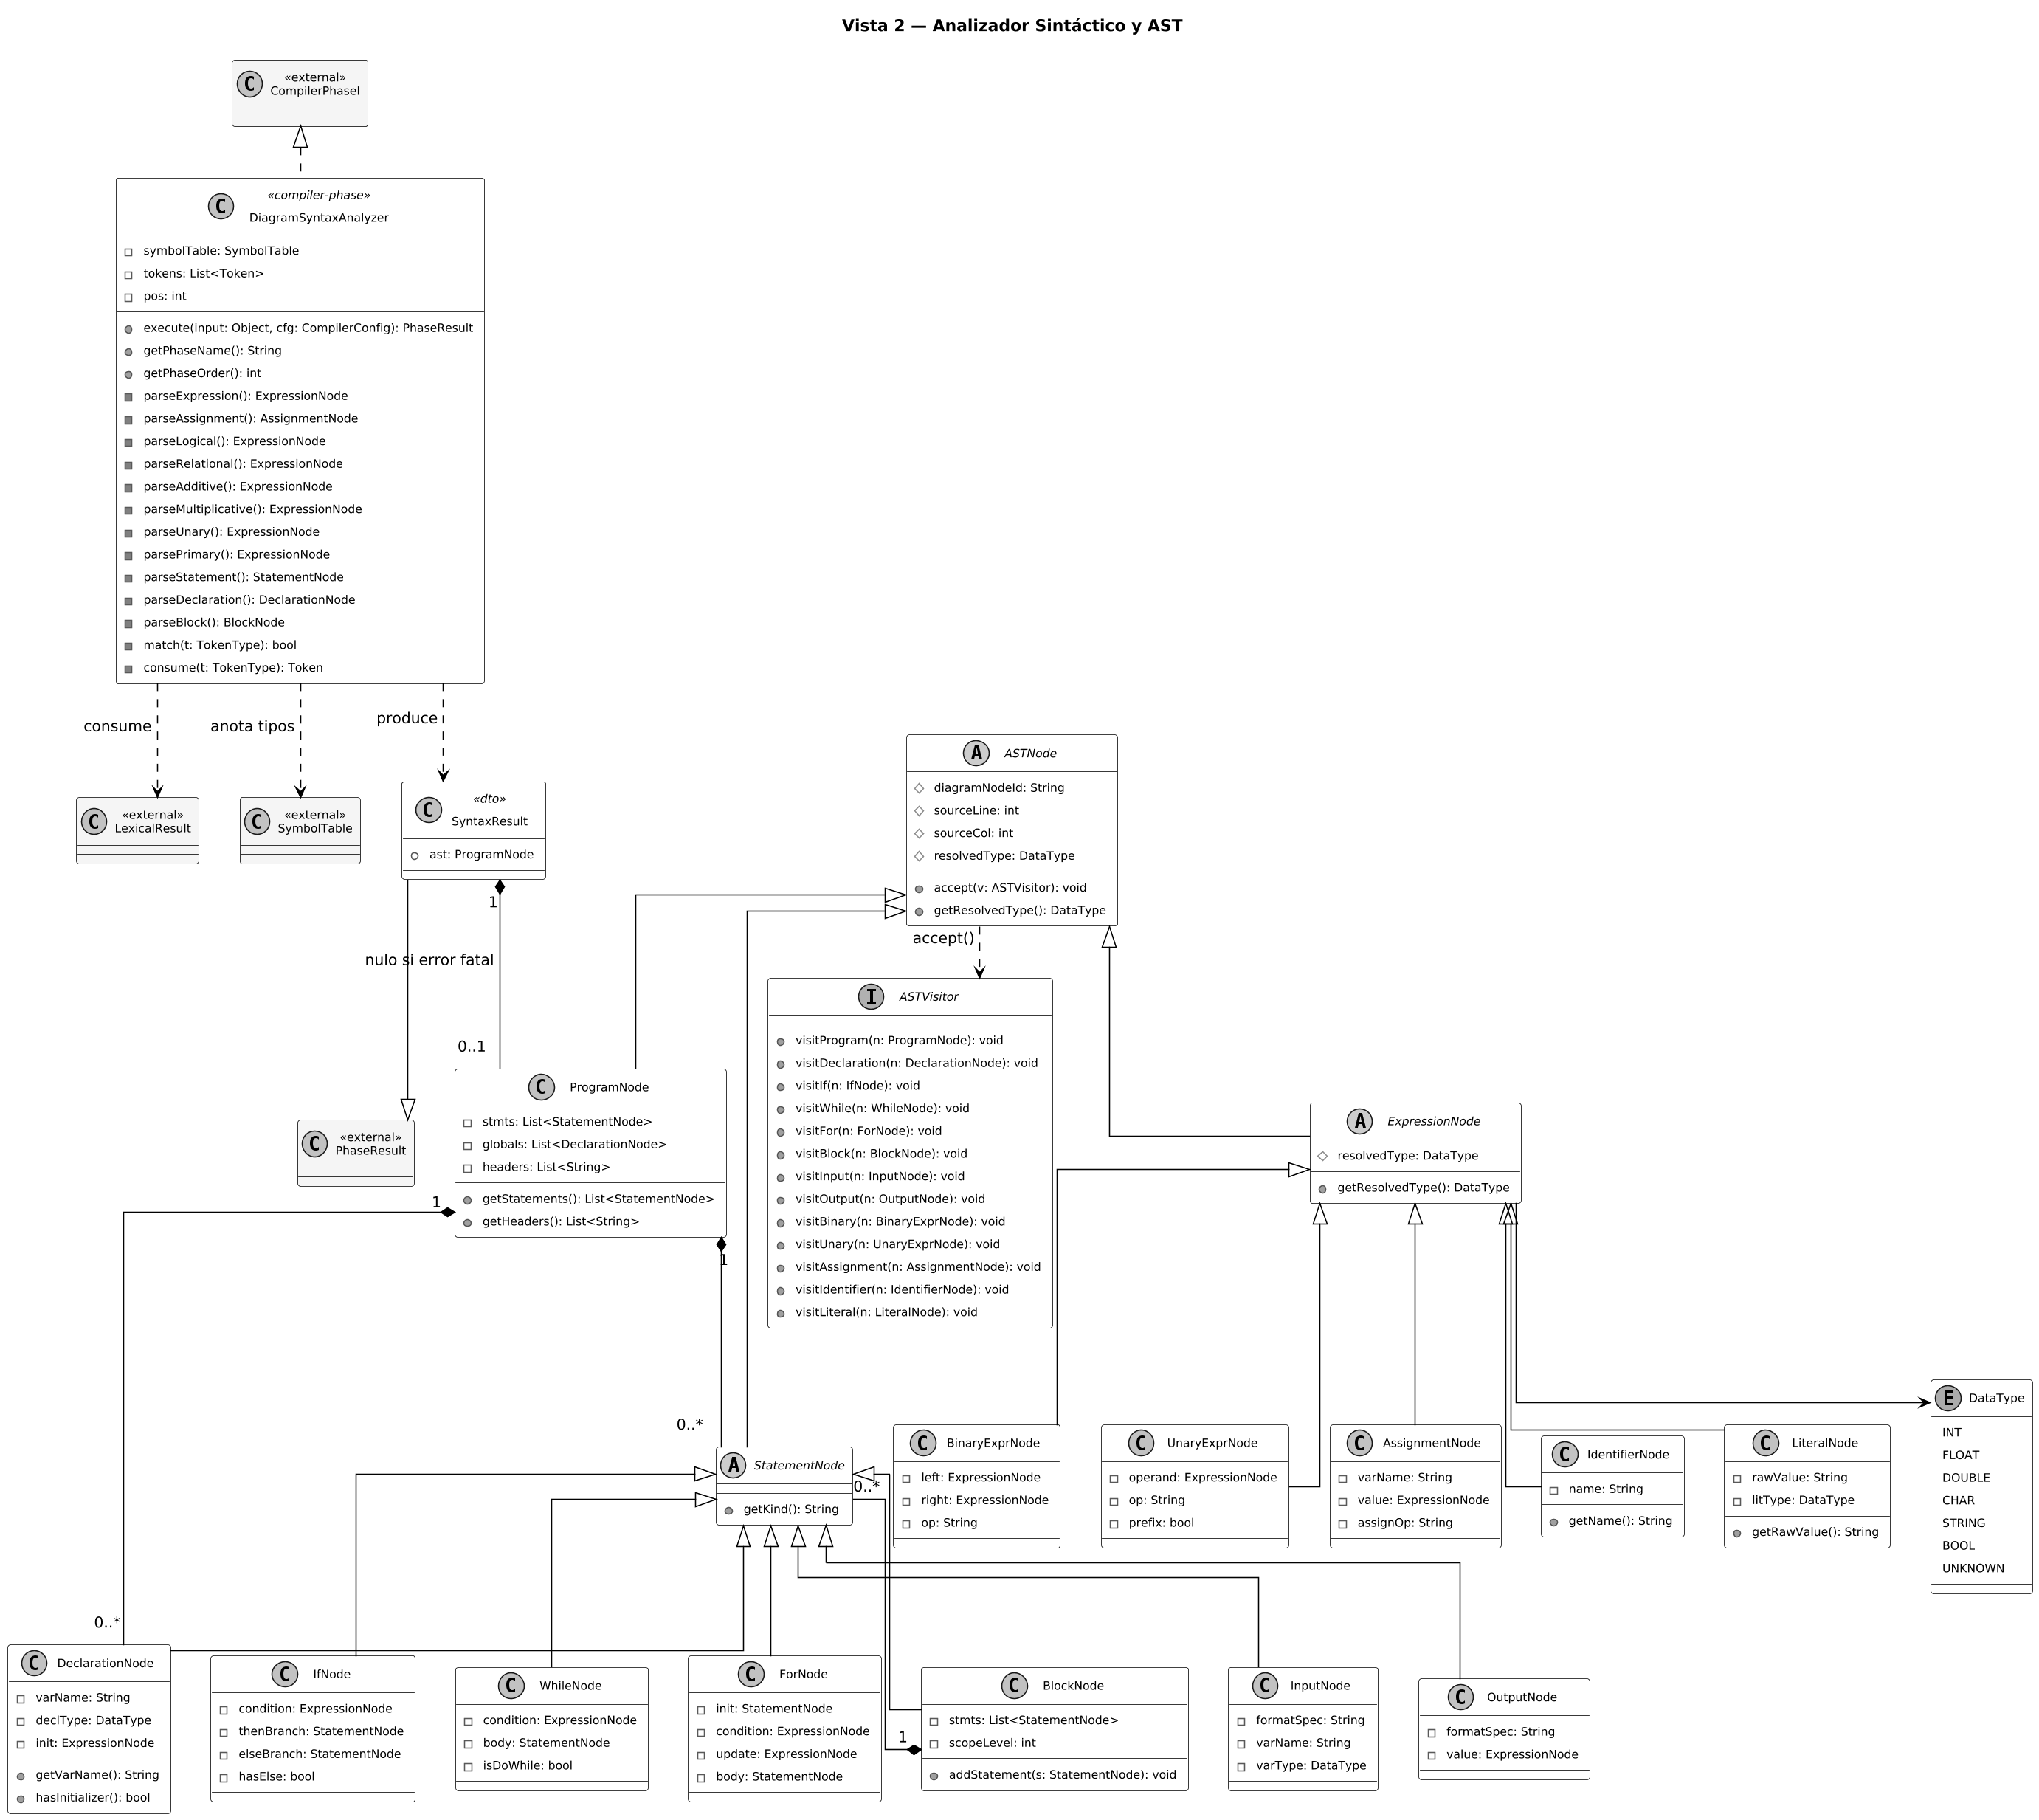 Vista 2 — Analizador Sintáctico y AST
C
«external»
CompilerPhaseI
C
«compiler-phase»
DiagramSyntaxAnalyzer
symbolTable: SymbolTable
tokens: List<Token>
pos: int
execute(input: Object, cfg: CompilerConfig): PhaseResult
getPhaseName(): String
getPhaseOrder(): int
parseExpression(): ExpressionNode
parseAssignment(): AssignmentNode
parseLogical(): ExpressionNode
parseRelational(): ExpressionNode
parseAdditive(): ExpressionNode
parseMultiplicative(): ExpressionNode
parseUnary(): ExpressionNode
parsePrimary(): ExpressionNode
parseStatement(): StatementNode
parseDeclaration(): DeclarationNode
parseBlock(): BlockNode
match(t: TokenType): bool
consume(t: TokenType): Token
consume
anota tipos
produce
C
«external»
LexicalResult
C
«external»
SymbolTable
C
«dto»
SyntaxResult
ast: ProgramNode
A
ASTNode
diagramNodeId: String
sourceLine: int
sourceCol: int
resolvedType: DataType
accept(v: ASTVisitor): void
getResolvedType(): DataType
1
nulo si error fatal
0..1
accept()
I
ASTVisitor
visitProgram(n: ProgramNode): void
visitDeclaration(n: DeclarationNode): void
visitIf(n: IfNode): void
visitWhile(n: WhileNode): void
visitFor(n: ForNode): void
visitBlock(n: BlockNode): void
visitInput(n: InputNode): void
visitOutput(n: OutputNode): void
visitBinary(n: BinaryExprNode): void
visitUnary(n: UnaryExprNode): void
visitAssignment(n: AssignmentNode): void
visitIdentifier(n: IdentifierNode): void
visitLiteral(n: LiteralNode): void
C
«external»
PhaseResult
C
ProgramNode
stmts: List<StatementNode>
globals: List<DeclarationNode>
headers: List<String>
getStatements(): List<StatementNode>
getHeaders(): List<String>
A
ExpressionNode
resolvedType: DataType
getResolvedType(): DataType
1
1
0..*
A
StatementNode
getKind(): String
0..*
C
BinaryExprNode
left: ExpressionNode
right: ExpressionNode
op: String
C
UnaryExprNode
operand: ExpressionNode
op: String
prefix: bool
C
AssignmentNode
varName: String
value: ExpressionNode
assignOp: String
C
IdentifierNode
name: String
getName(): String
C
LiteralNode
rawValue: String
litType: DataType
getRawValue(): String
E
DataType
INT
FLOAT
DOUBLE
CHAR
STRING
BOOL
UNKNOWN
0..*
C
DeclarationNode
varName: String
declType: DataType
init: ExpressionNode
getVarName(): String
hasInitializer(): bool
C
IfNode
condition: ExpressionNode
thenBranch: StatementNode
elseBranch: StatementNode
hasElse: bool
C
WhileNode
condition: ExpressionNode
body: StatementNode
isDoWhile: bool
C
ForNode
init: StatementNode
condition: ExpressionNode
update: ExpressionNode
body: StatementNode
1
C
BlockNode
stmts: List<StatementNode>
scopeLevel: int
addStatement(s: StatementNode): void
C
InputNode
formatSpec: String
varName: String
varType: DataType
C
OutputNode
formatSpec: String
value: ExpressionNode